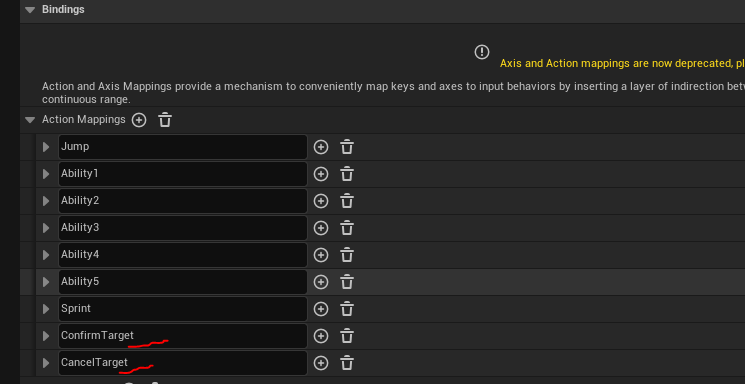 Bindings
Axis and Action mappings are now deprecated, pl
Action and Axis Mappings provide a mechanism to conveniently map keys and axes to input behaviors by inserting a layer of indirection betw
continuous range.
Action Mappings
Jump
Ability1
Ability2
Ability3
Ability4
Ability5
Sprint
ConfirmTarget
CancelTarget